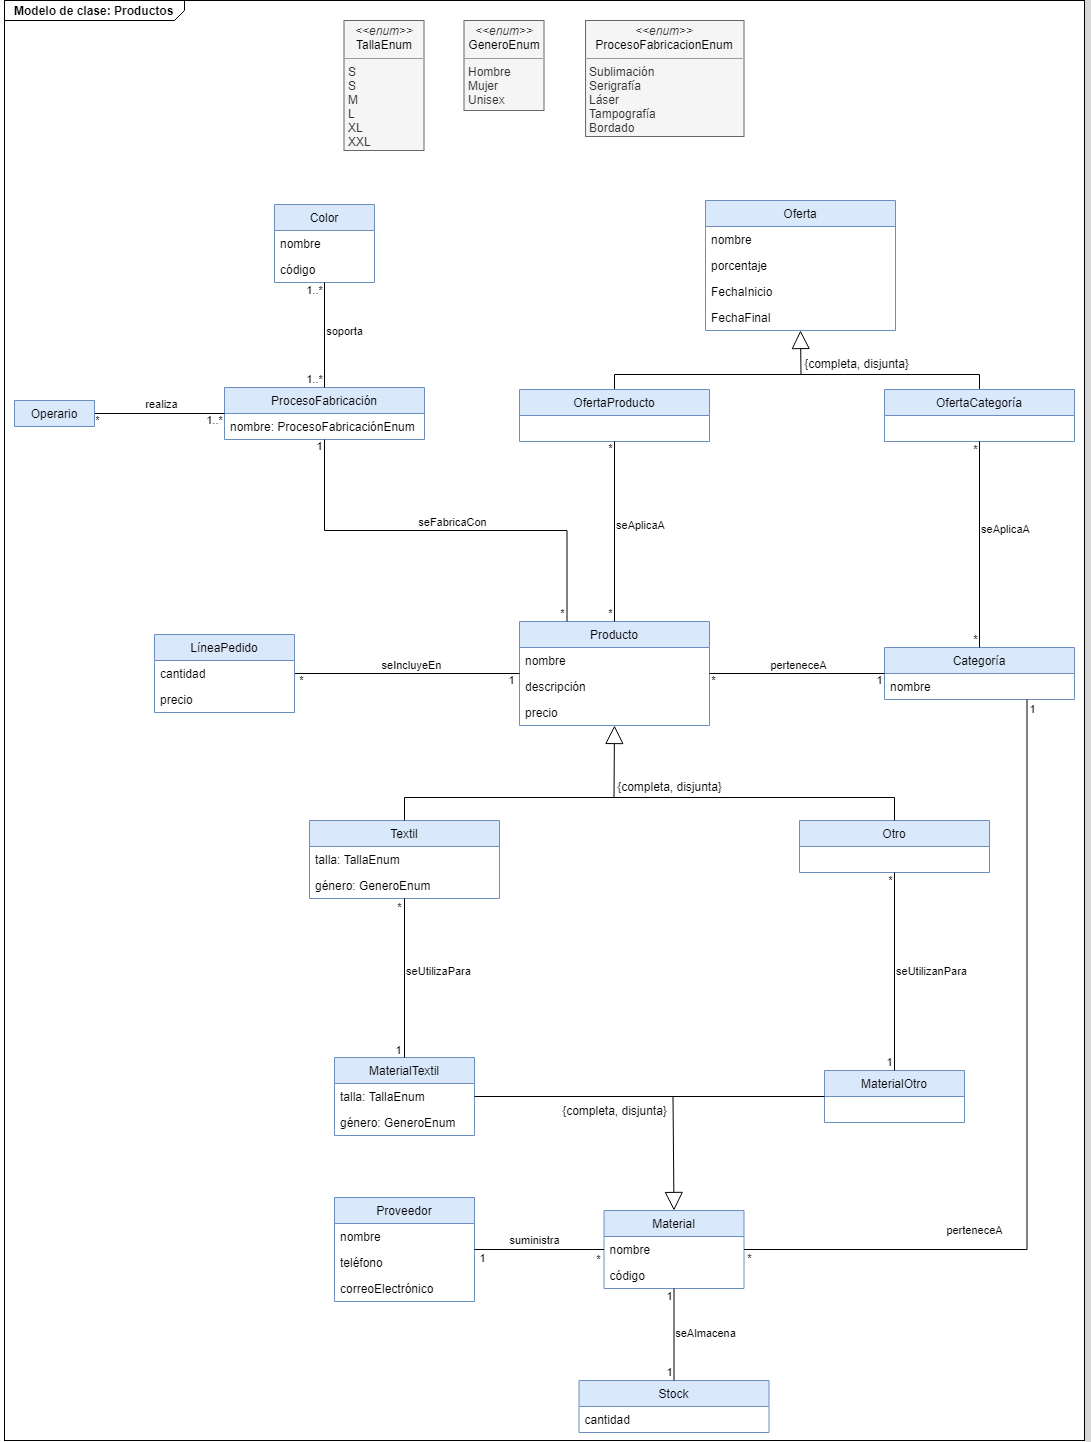 Modelo de clase: Productos
<<enum>>
TallaEnum
S
S
M
L
XL
XXL
<<enum>>
GeneroEnum
Hombre
Mujer
Unisex
<<enum>>
ProcesoFabricacionEnum
Sublimación
Serigrafía
Láser
Tampografía
Bordado
Color
nombre
código
1..*
soporta
1..*
Oferta
nombre
porcentaje
FechaInicio
FechaFinal
{completa, disjunta}
Operario
*
realiza
1..*
ProcesoFabricación
nombre: ProcesoFabricaciónEnum
1
seFabricaCon
*
OfertaProducto
*
seAplicaA
*
OfertaCategoría
*
seAplicaA
*
LíneaPedido
cantidad
precio
*
seIncluyeEn
1
Producto
nombre
descripción
precio
*
perteneceA
1
Categoría
nombre
1
{completa, disjunta}
Textil
talla: TallaEnum
género: GeneroEnum
*
seUtilizaPara
1
Otro
*
seUtilizanPara
1
MaterialTextil
talla: TallaEnum
género: GeneroEnum
MaterialOtro
{completa, disjunta}
Proveedor
nombre
teléfono
correoElectrónico
1
suministra
*
Material
nombre
código
*
perteneceA
1
seAlmacena
1
Stock
cantidad